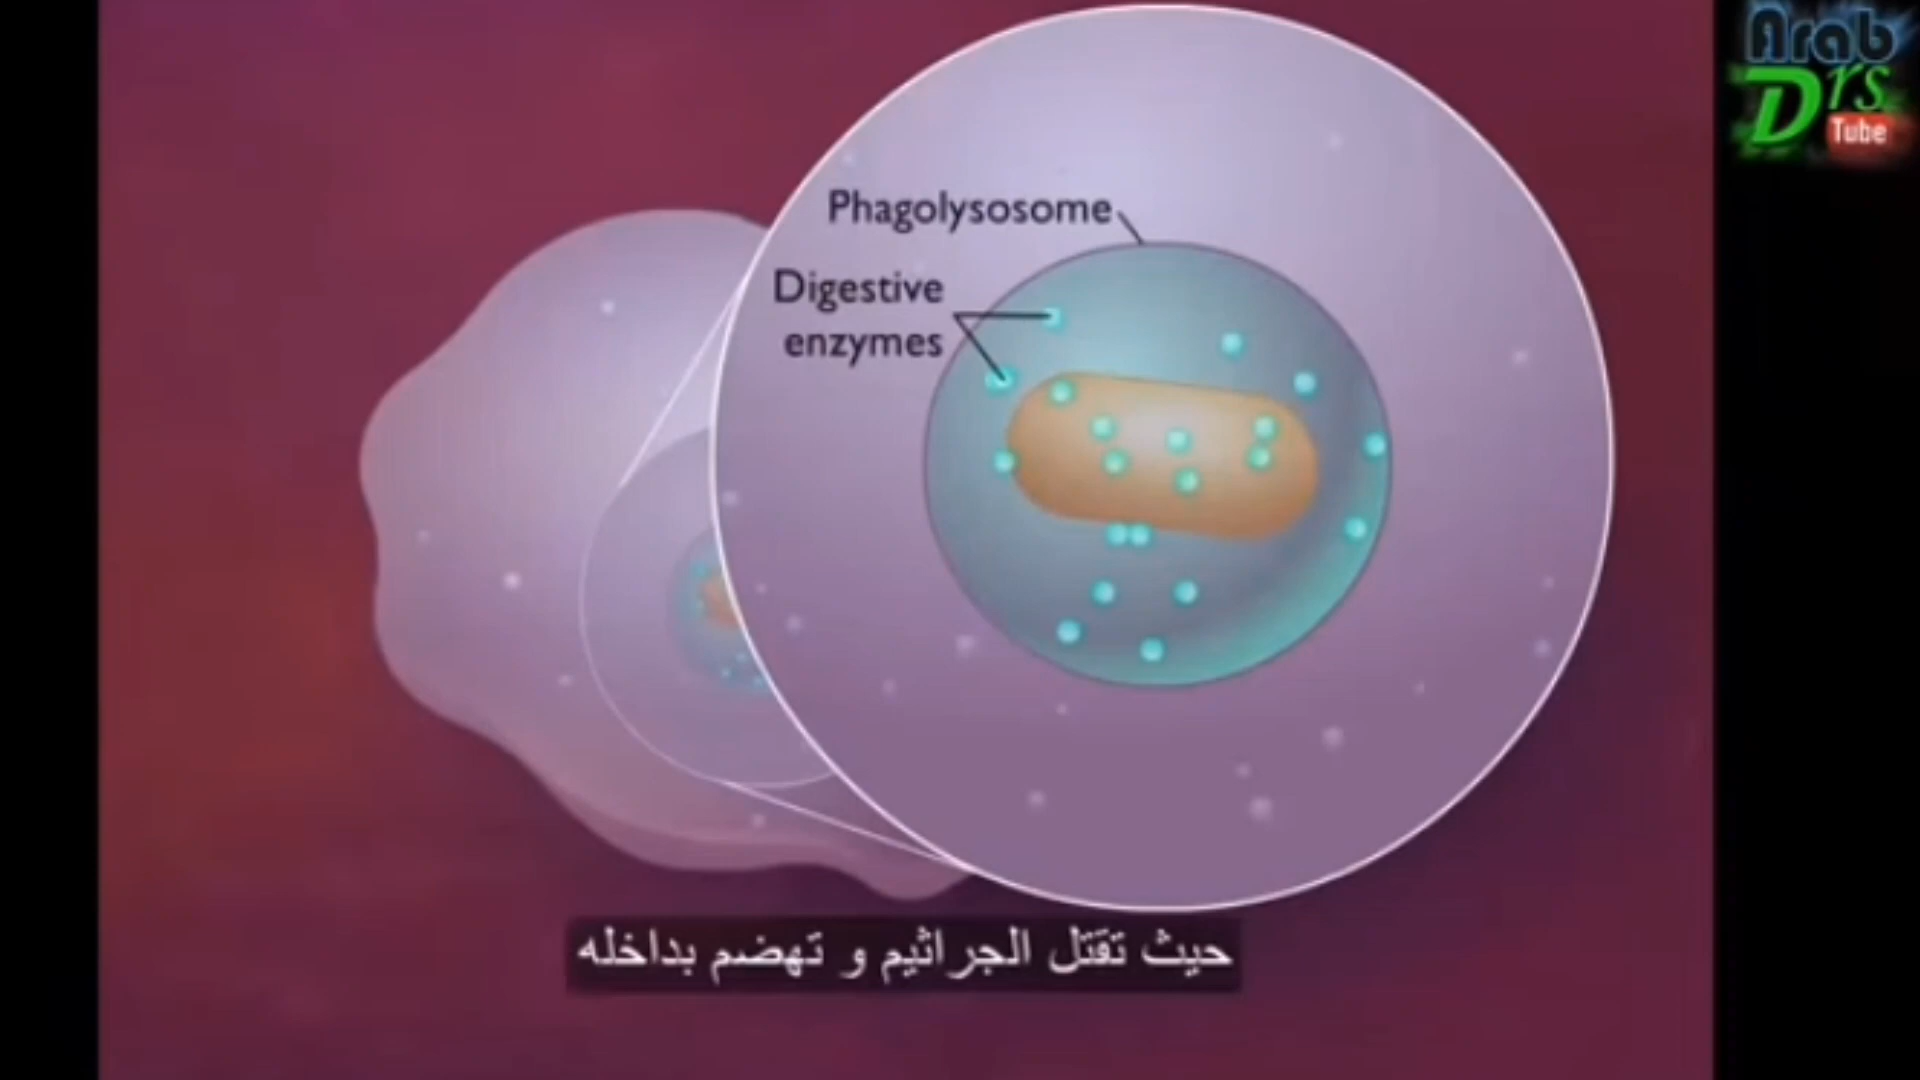 Arab
Drs
Tube
Phagolysosome
Digestive
enzymes
حيث تقتل الجراثيم و تهضم بداخله